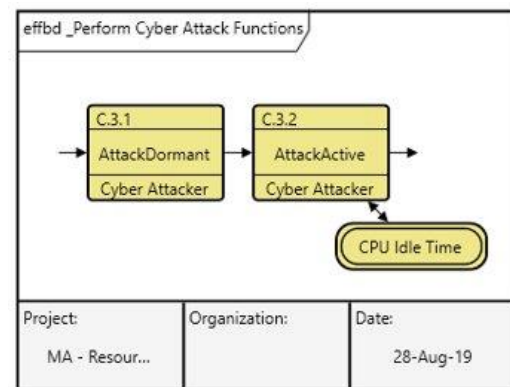 effbd _Perform Cyber Attack Functions
C.3.1
AttackDormant
Cyber Attacker
C.3.2
AttackActive
Cyber Attacker
CPU Idle Time
Project:
MA - Resour...
Organization:
Date:
28-Aug-19